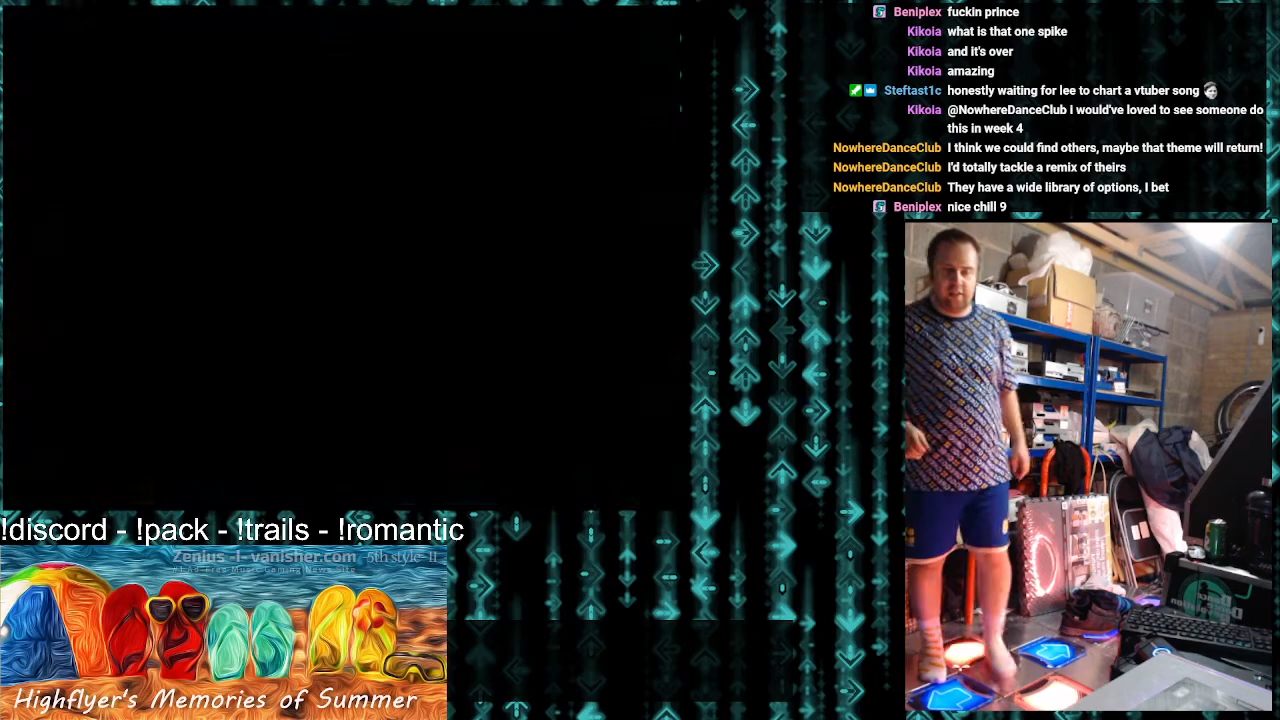 Beniplex fuckin prince
Kikoia what is that one spike
Kikoia and it's over
Kikoia amazing
Steftast1c honestly waiting for lee to chart a vtuber song
Kikoia @NowhereDanceClub i would've loved to see someone do
this in week 4
NowhereDanceClub I think we could find others, maybe that theme will return!
NowhereDanceClub I'd totally tackle a remix of theirs
NowhereDanceClub They have a wide library of options, I bet
Beniplex nice chill 9
!discord - !pack - !trails - !romantic
Zenius -I- vanisher.com 5th style- II
Highflyer's Memories of Summer